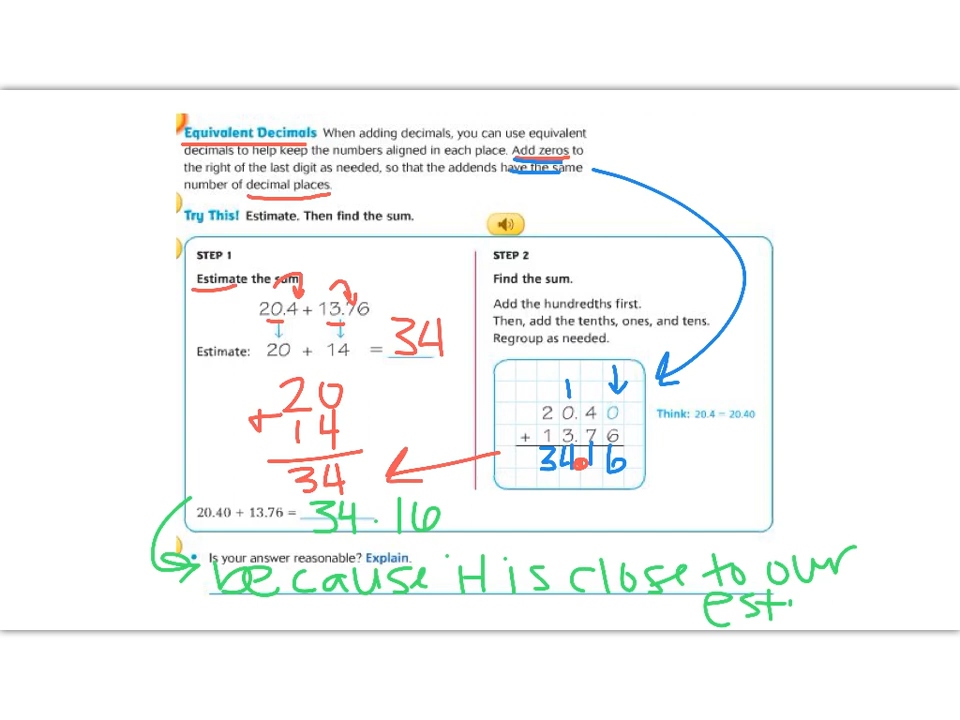 Equivalent Decimals When adding decimals, you can use equivalent
decimals to help keep the numbers aligned in each place. Add zeros to
the right of the last digit as needed, so that the addends have the same
number of decimal places.
Try This! Estimate. Then find the sum.
STEP 1
Estimate the sum.
20.4 + 13.76
Estimate: 20 + 14 = 34
20
+ 14
34
20.40 + 13.76 = 34.16
STEP 2
Find the sum.
Add the hundredths first.
Then, add the tenths, ones, and tens.
Regroup as needed.
1
2 0. 4 0
+ 1 3. 7 6
34.16
Think: 20.4 = 20.40
• Is your answer reasonable? Explain.
because it is close to our
est.